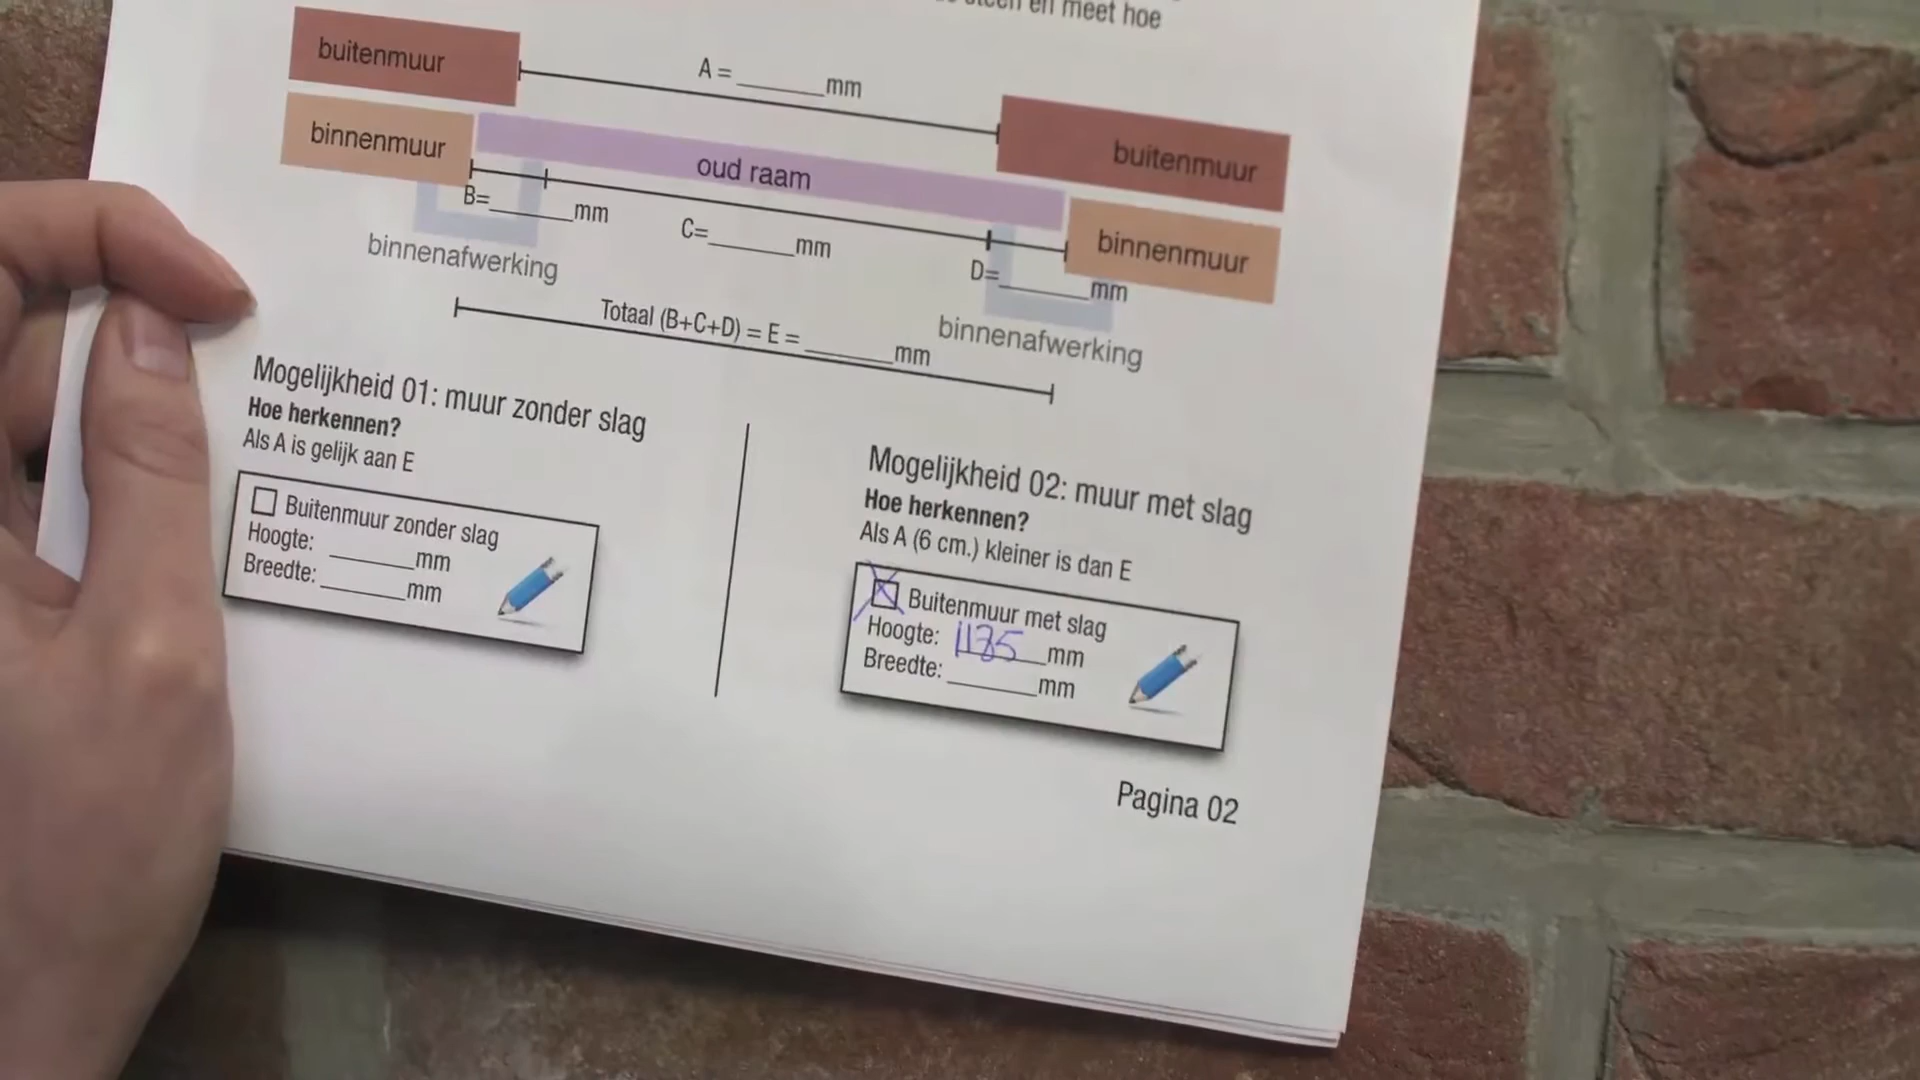 steen en meet hoe
buitenmuur
A = ______mm
buitenmuur
binnenmuur
oud raam
binnenmuur
B=______mm
C=______mm
D=______mm
binnenafwerking
binnenafwerking
Totaal (B+C+D) = E = ______mm
Mogelijkheid 01: muur zonder slag
Hoe herkennen?
Als A is gelijk aan E
Buitenmuur zonder slag
Hoogte: ______mm
Breedte: ______mm
Mogelijkheid 02: muur met slag
Hoe herkennen?
Als A (6 cm.) kleiner is dan E
Buitenmuur met slag
Hoogte: 1185 mm
Breedte: ______mm
Pagina 02